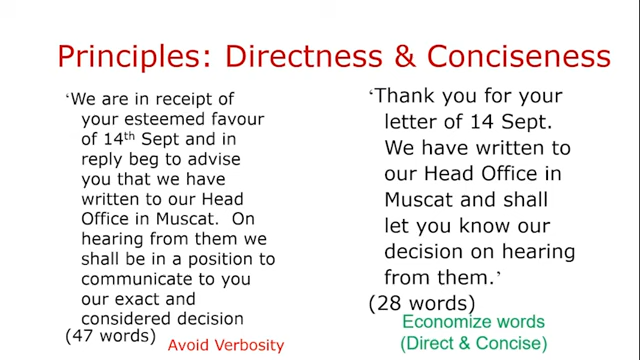 Principles: Directness & Conciseness
‘We are in receipt of
your esteemed favour
of 14th Sept and in
reply beg to advise
you that we have
written to our Head
Office in Muscat. On
hearing from them we
shall be in a position to
communicate to you
our exact and
considered decision
(47 words)
Avoid Verbosity
‘Thank you for your
letter of 14 Sept.
We have written to
our Head Office in
Muscat and shall
let you know our
decision on hearing
from them.’
(28 words)
Economize words
(Direct & Concise)